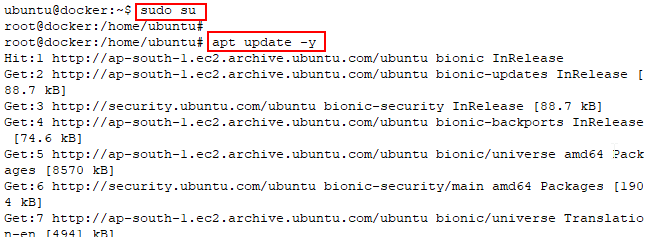 ubuntu@docker:~$ sudo su
root@docker:/home/ubuntu#
root@docker:/home/ubuntu# apt update -y
Hit:1 http://ap-south-1.ec2.archive.ubuntu.com/ubuntu bionic InRelease
Get:2 http://ap-south-1.ec2.archive.ubuntu.com/ubuntu bionic-updates InRelease [
88.7 kB]
Get:3 http://security.ubuntu.com/ubuntu bionic-security InRelease [88.7 kB]
Get:4 http://ap-south-1.ec2.archive.ubuntu.com/ubuntu bionic-backports InRelease
 [74.6 kB]
Get:5 http://ap-south-1.ec2.archive.ubuntu.com/ubuntu bionic/universe amd64 Pack
ages [8570 kB]
Get:6 http://security.ubuntu.com/ubuntu bionic-security/main amd64 Packages [190
4 kB]
Get:7 http://ap-south-1.ec2.archive.ubuntu.com/ubuntu bionic/universe Translatio
n-en [4941 kB]